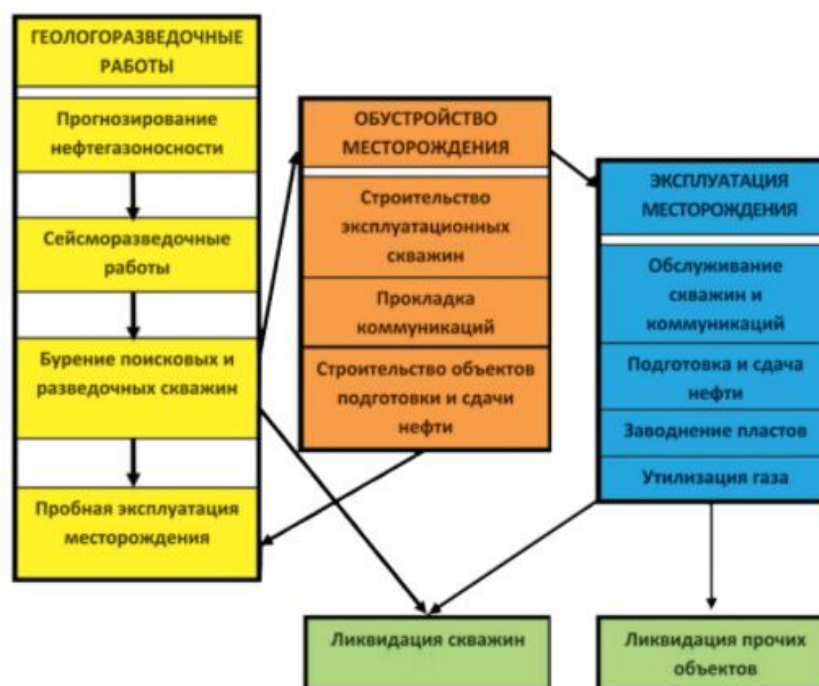 ГЕОЛОГОРАЗВЕДОЧНЫЕ
РАБОТЫ
Прогнозирование
нефтегазоносности
Сейсморазведочные
работы
Бурение поисковых и
разведочных скважин
Пробная эксплуатация
месторождения
ОБУСТРОЙСТВО
МЕСТОРОЖДЕНИЯ
Строительство
эксплуатационных
скважин
Прокладка
коммуникаций
Строительство объектов
подготовки и сдачи
нефти
ЭКСПЛУАТАЦИЯ
МЕСТОРОЖДЕНИЯ
Обслуживание
скважин и
коммуникаций
Подготовка и сдача
нефти
Заводнение пластов
Утилизация газа
Ликвидация скважин
Ликвидация прочих
объектов